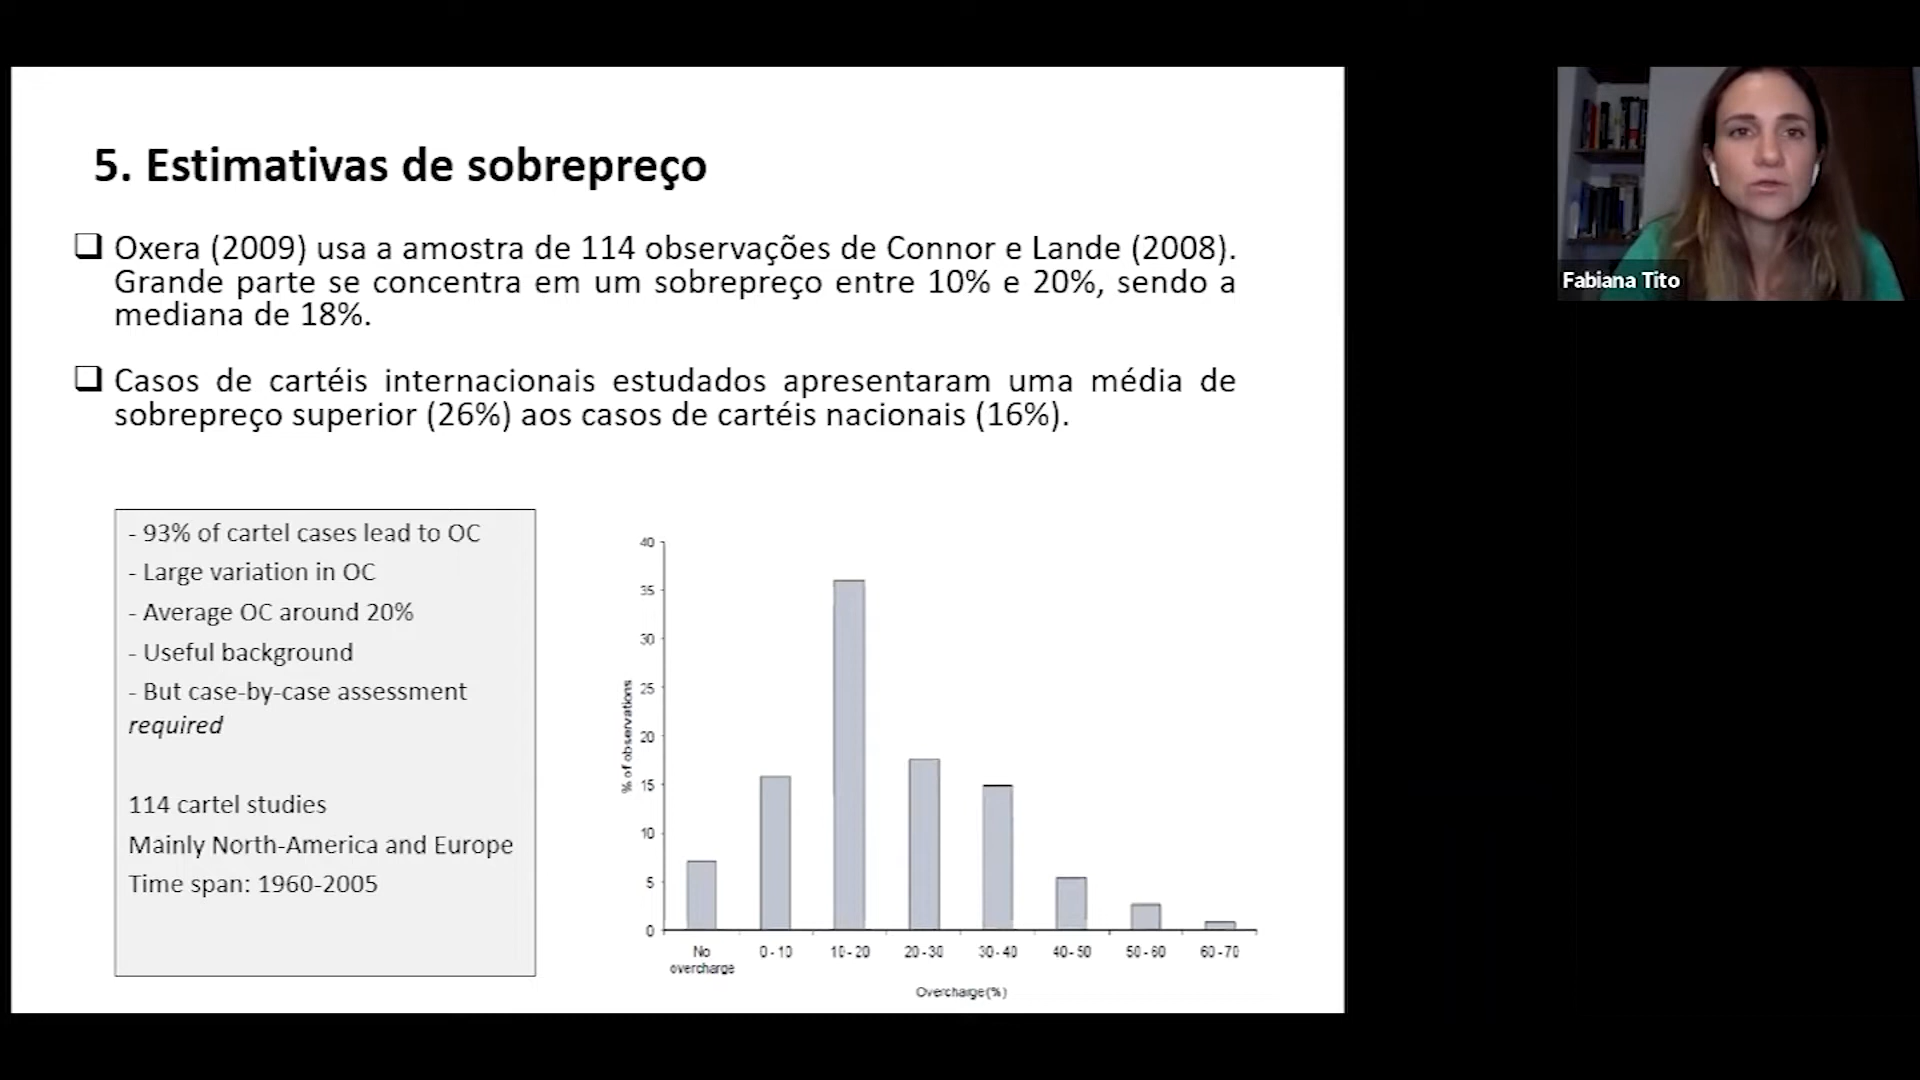 5. Estimativas de sobrepreço
❑ Oxera (2009) usa a amostra de 114 observações de Connor e Lande (2008).
Grande parte se concentra em um sobrepreço entre 10% e 20%, sendo a
mediana de 18%.
❑ Casos de cartéis internacionais estudados apresentaram uma média de
sobrepreço superior (26%) aos casos de cartéis nacionais (16%).
- 93% of cartel cases lead to OC
- Large variation in OC
- Average OC around 20%
- Useful background
- But case-by-case assessment
required
114 cartel studies
Mainly North-America and Europe
Time span: 1960-2005
% of observations
40
35
30
25
20
15
10
5
0
No
overcharge
0 - 10
10 - 20
20 - 30
30 - 40
40 - 50
50 - 60
60 - 70
Overcharge (%)
Fabiana Tito